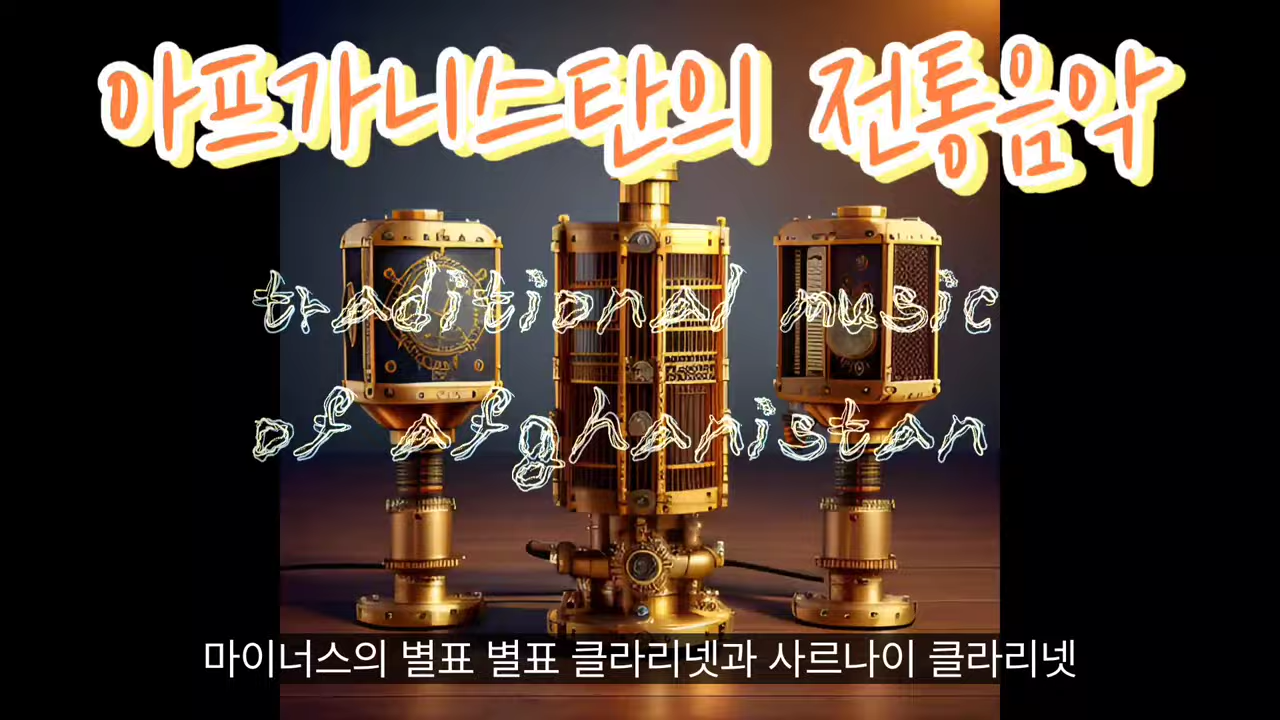 아프가니스탄의 전통음악
traditional music
of afghanistan
마이너스의 별표 별표 클라리넷과 사르나이 클라리넷